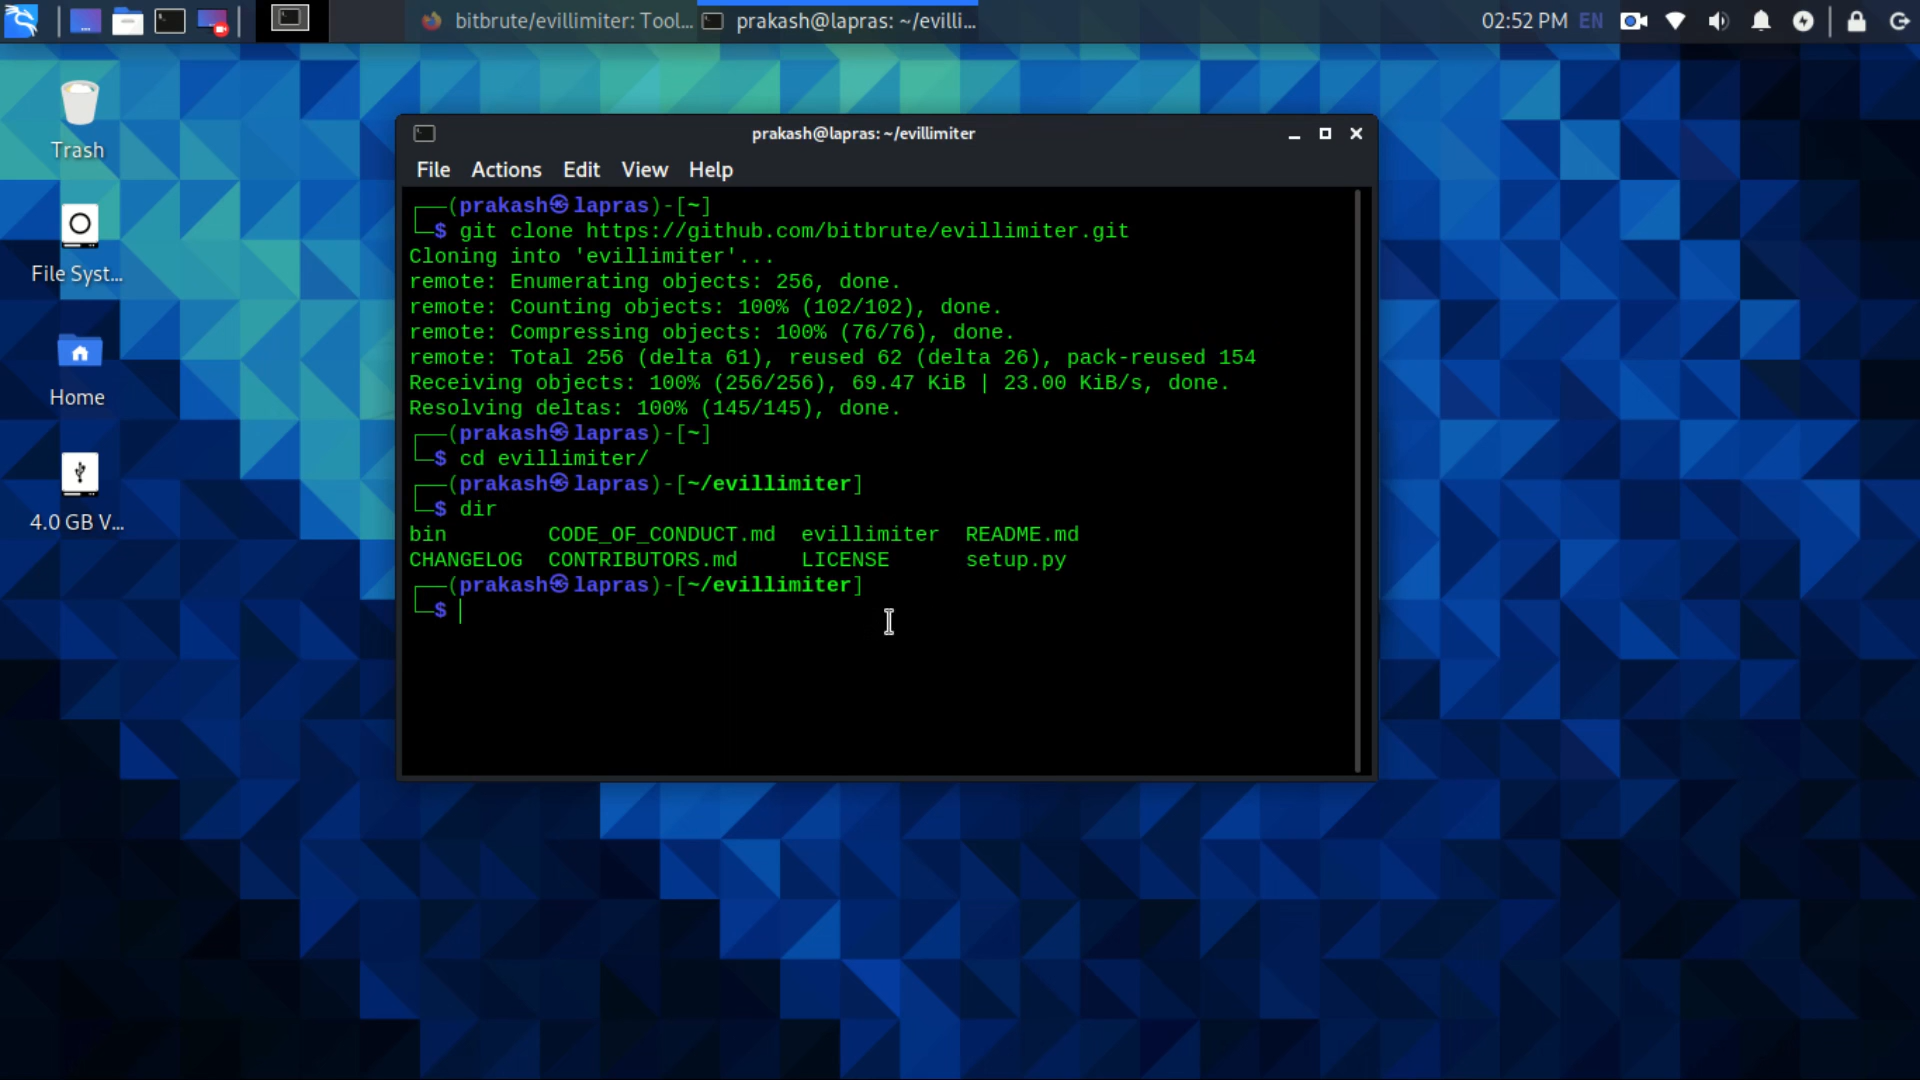 bitbrute/evillimiter: Tool...
prakash@lapras: ~/evilli...
02:52 PM EN
Trash
File Syst...
Home
4.0 GB V...
prakash@lapras: ~/evillimiter
File Actions Edit View Help
┌──(prakash㉿lapras)-[~]
└─$ git clone https://github.com/bitbrute/evillimiter.git
Cloning into 'evillimiter'...
remote: Enumerating objects: 256, done.
remote: Counting objects: 100% (102/102), done.
remote: Compressing objects: 100% (76/76), done.
remote: Total 256 (delta 61), reused 62 (delta 26), pack-reused 154
Receiving objects: 100% (256/256), 69.47 KiB | 23.00 KiB/s, done.
Resolving deltas: 100% (145/145), done.
┌──(prakash㉿lapras)-[~]
└─$ cd evillimiter/
┌──(prakash㉿lapras)-[~/evillimiter]
└─$ dir
bin CODE_OF_CONDUCT.md evillimiter README.md
CHANGELOG CONTRIBUTORS.md LICENSE setup.py
┌──(prakash㉿lapras)-[~/evillimiter]
└─$